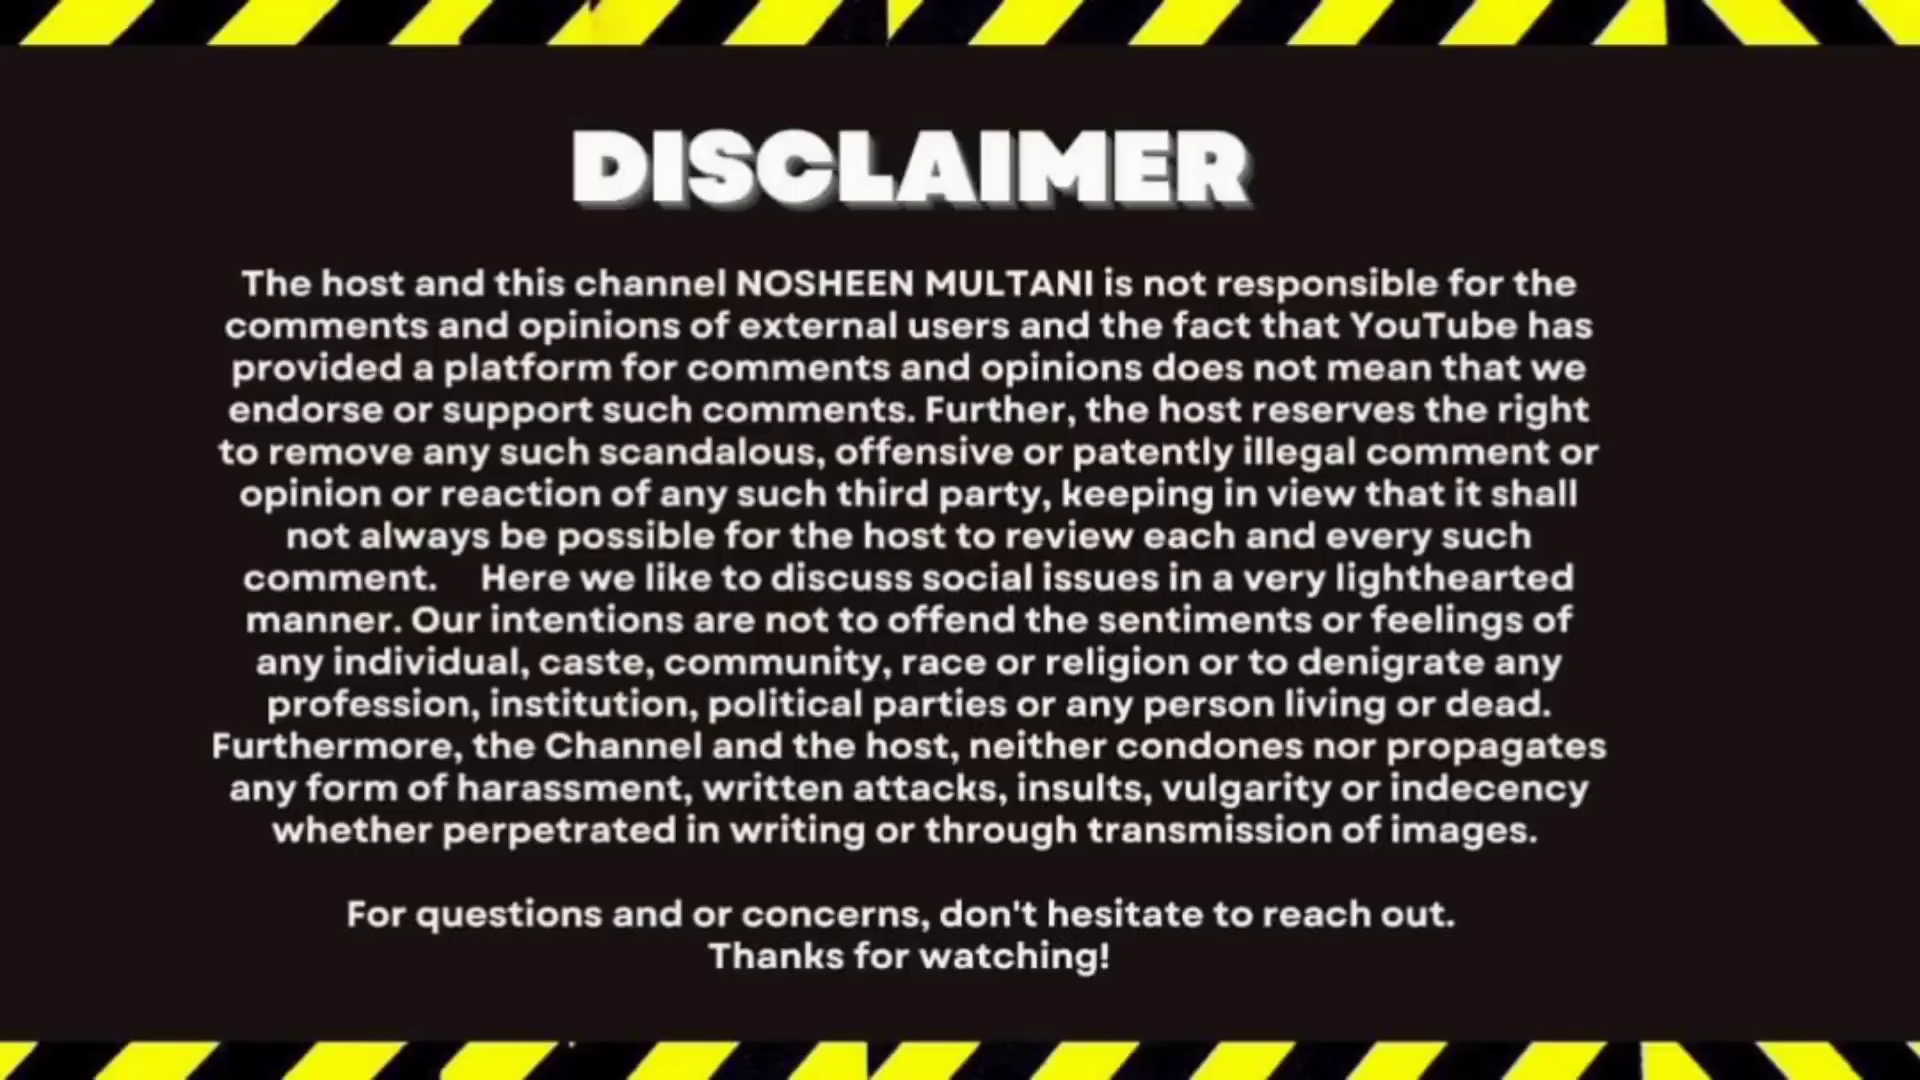 DISCLAIMER
The host and this channel NOSHEEN MULTANI is not responsible for the
comments and opinions of external users and the fact that YouTube has
provided a platform for comments and opinions does not mean that we
endorse or support such comments. Further, the host reserves the right
to remove any such scandalous, offensive or patently illegal comment or
opinion or reaction of any such third party, keeping in view that it shall
not always be possible for the host to review each and every such
comment. Here we like to discuss social issues in a very lighthearted
manner. Our intentions are not to offend the sentiments or feelings of
any individual, caste, community, race or religion or to denigrate any
profession, institution, political parties or any person living or dead.
Furthermore, the Channel and the host, neither condones nor propagates
any form of harassment, written attacks, insults, vulgarity or indecency
whether perpetrated in writing or through transmission of images.
For questions and or concerns, don't hesitate to reach out.
Thanks for watching!